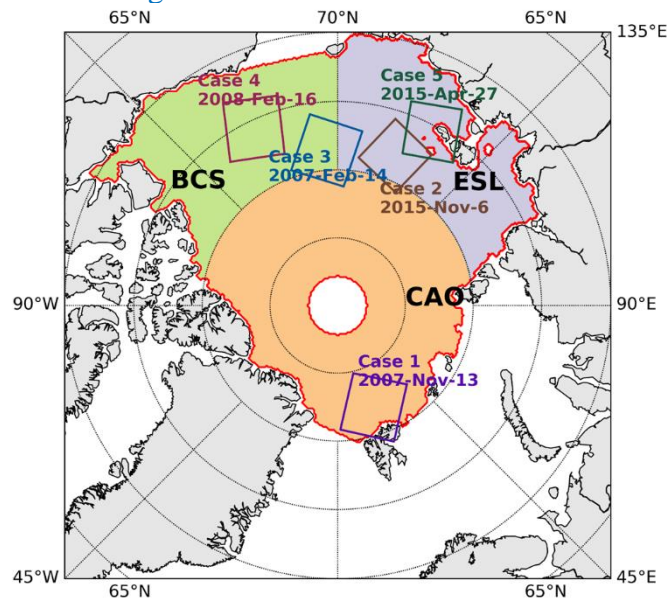 65°N 70°N 65°N
135°E
Case 4
2008-Feb-16
Case 5
2015-Apr-27
Case 3
2007-Feb-14
BCS
ESL
Case 2
2015-Nov-6
90°W
CAO
90°E
Case 1
2007-Nov-13
45°W
45°E
65°N 65°N